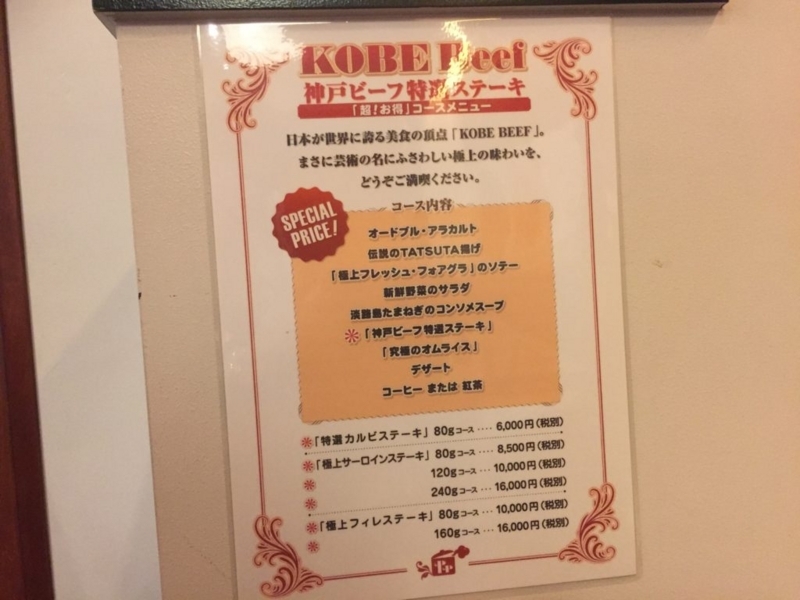 KOBE Beef
神戸ビーフ特選ステーキ
「超!お得」コースメニュー
日本が世界に誇る美食の頂点「KOBE BEEF」。
まさに芸術の名にふさわしい極上の味わいを、
どうぞご満喫ください。
SPECIAL
PRICE!
コース内容
オードブル・アラカルト
伝説のTATSUTA揚げ
「極上フレッシュ・フォアグラ」のソテー
新鮮野菜のサラダ
淡路島たまねぎのコンソメスープ
※「神戸ビーフ特選ステーキ」
「究極のオムライス」
デザート
コーヒー または 紅茶
※「特選カルビステーキ」80gコース ‥‥ 6,000円(税別)
※「極上サーロインステーキ」80gコース ‥‥ 8,500円(税別)
※ 120gコース ‥‥ 10,000円(税別)
※ 240gコース ‥‥ 16,000円(税別)
※「極上フィレステーキ」80gコース ‥‥ 10,000円(税別)
※ 160gコース ‥‥ 16,000円(税別)